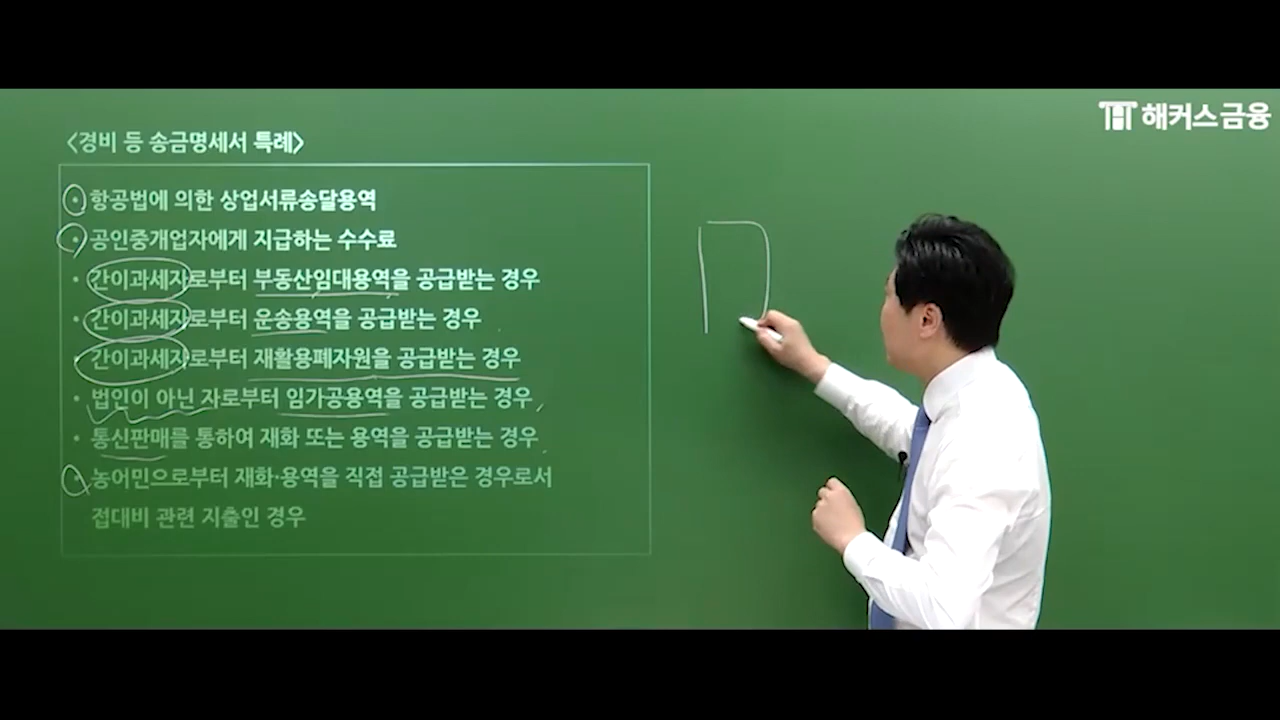 <경비 등 송금명세서 특례>
해커스금융
• 항공법에 의한 상업서류송달용역
• 공인중개업자에게 지급하는 수수료
• 간이과세자로부터 부동산임대용역을 공급받는 경우
• 간이과세자로부터 운송용역을 공급받는 경우
• 간이과세자로부터 재활용폐자원을 공급받는 경우
• 법인이 아닌 자로부터 임가공용역을 공급받는 경우
• 통신판매를 통하여 재화 또는 용역을 공급받는 경우
• 농어민으로부터 재화·용역을 직접 공급받은 경우로서
접대비 관련 지출인 경우